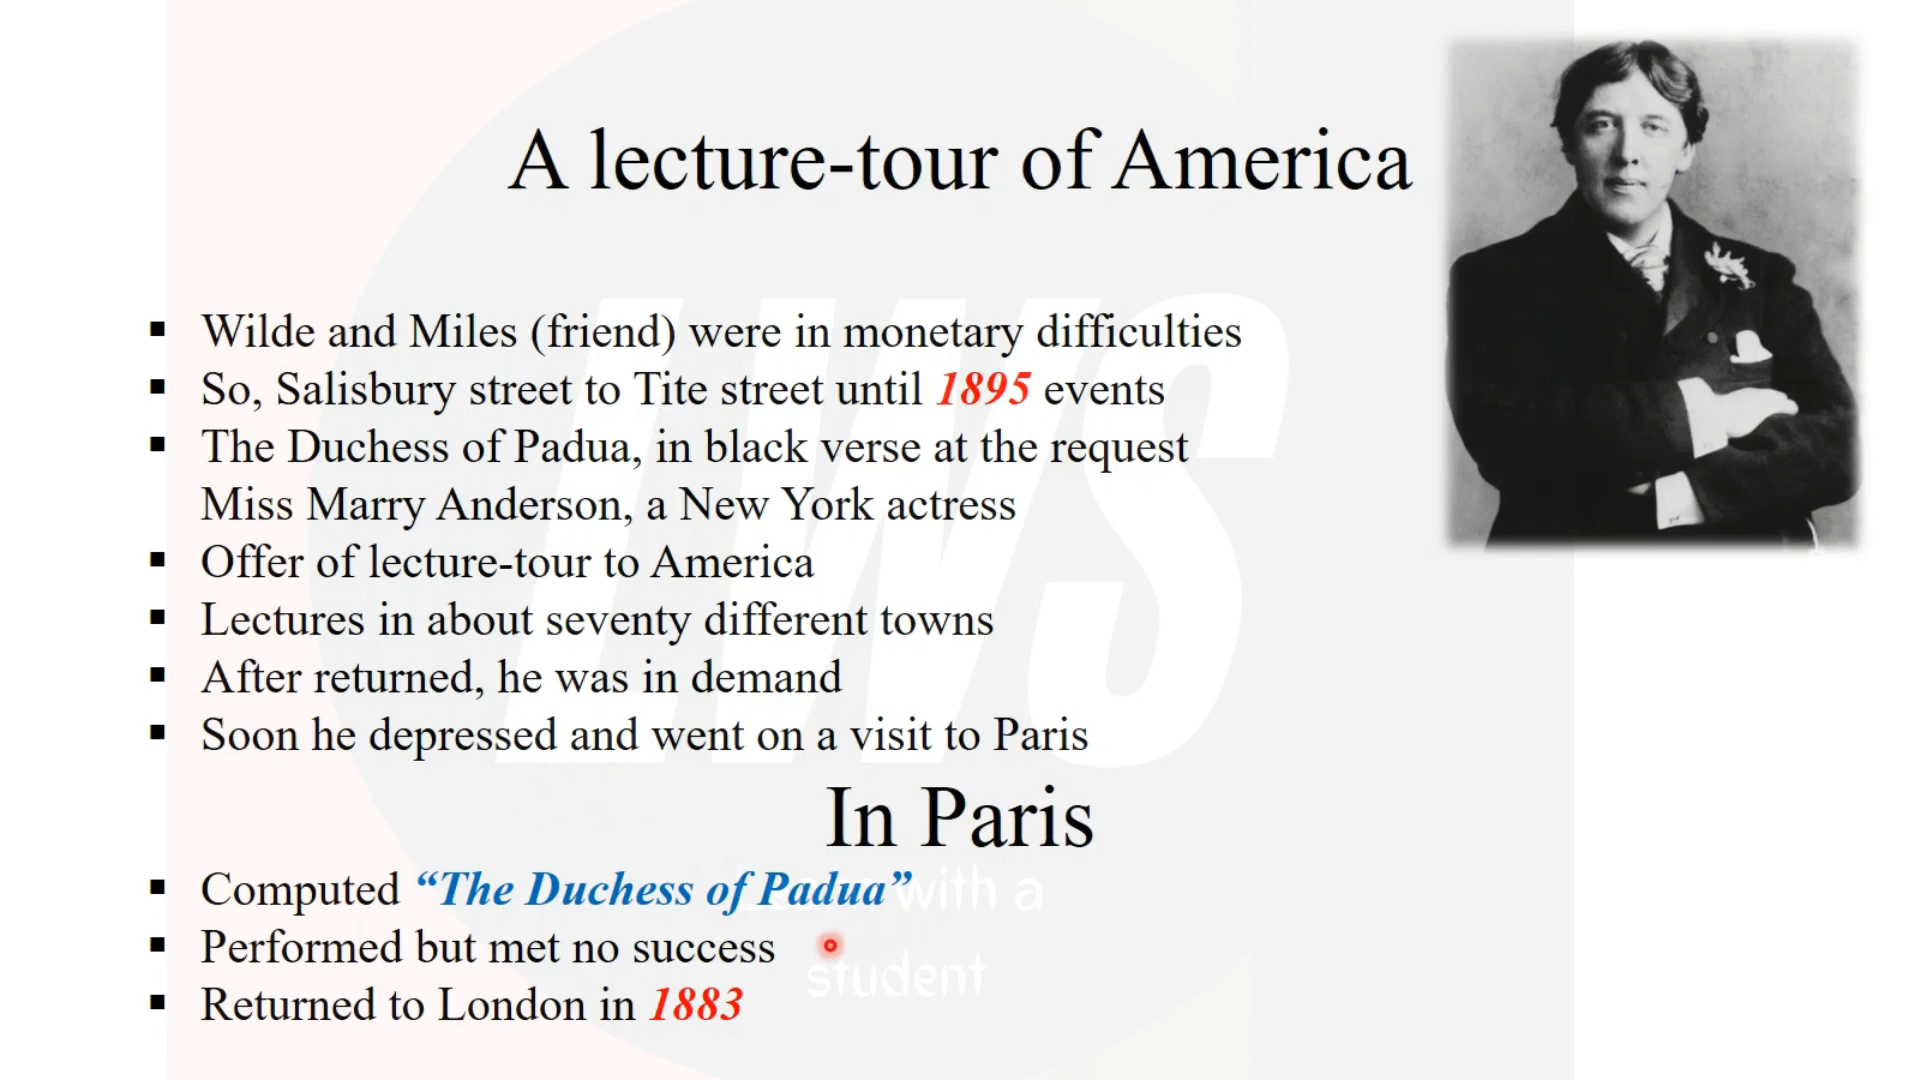 A lecture-tour of America
▪ Wilde and Miles (friend) were in monetary difficulties
▪ So, Salisbury street to Tite street until 1895 events
▪ The Duchess of Padua, in black verse at the request
Miss Marry Anderson, a New York actress
▪ Offer of lecture-tour to America
▪ Lectures in about seventy different towns
▪ After returned, he was in demand
▪ Soon he depressed and went on a visit to Paris
In Paris
▪ Computed “The Duchess of Padua”
▪ Performed but met no success
▪ Returned to London in 1883
LWS
Learn with a
student